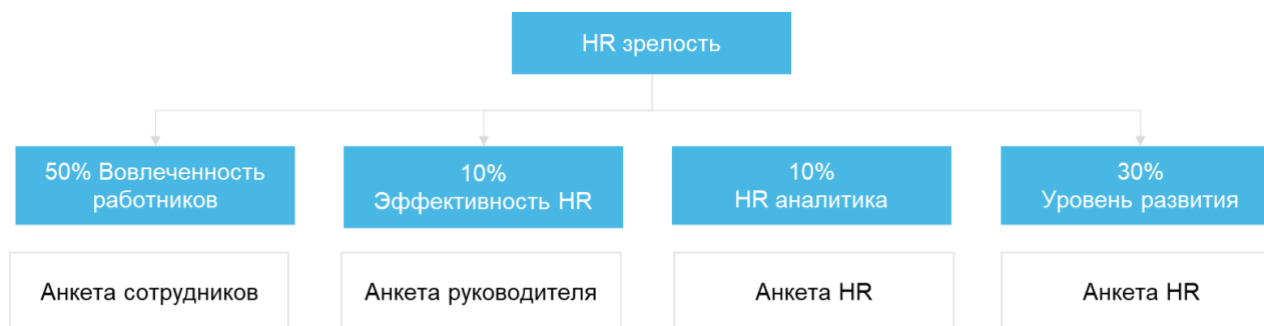 HR зрелость
50% Вовлеченность
работников
10%
Эффективность HR
10%
HR аналитика
30%
Уровень развития
Анкета сотрудников
Анкета руководителя
Анкета HR
Анкета HR